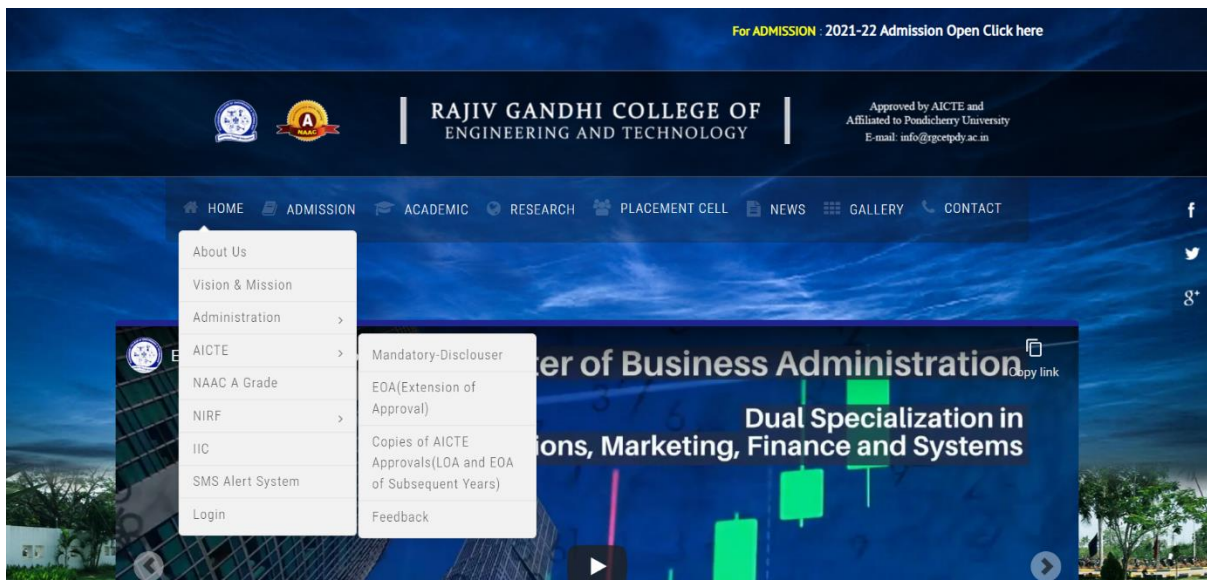 For ADMISSION : 2021-22 Admission Open Click here
A
NAAC
RAJIV GANDHI COLLEGE OF
ENGINEERING AND TECHNOLOGY
Approved by AICTE and
Affiliated to Pondicherry University
E-mail: info@rgcetpdy.ac.in
HOME ADMISSION ACADEMIC RESEARCH PLACEMENT CELL NEWS GALLERY CONTACT
About Us
Vision & Mission
Administration
AICTE
NAAC A Grade
NIRF
IIC
SMS Alert System
Login
Mandatory-Disclouser
EOA(Extension of
Approval)
Copies of AICTE
Approvals(LOA and EOA
of Subsequent Years)
Feedback
er of Business Administration
Copy link
Dual Specialization in
ions, Marketing, Finance and Systems